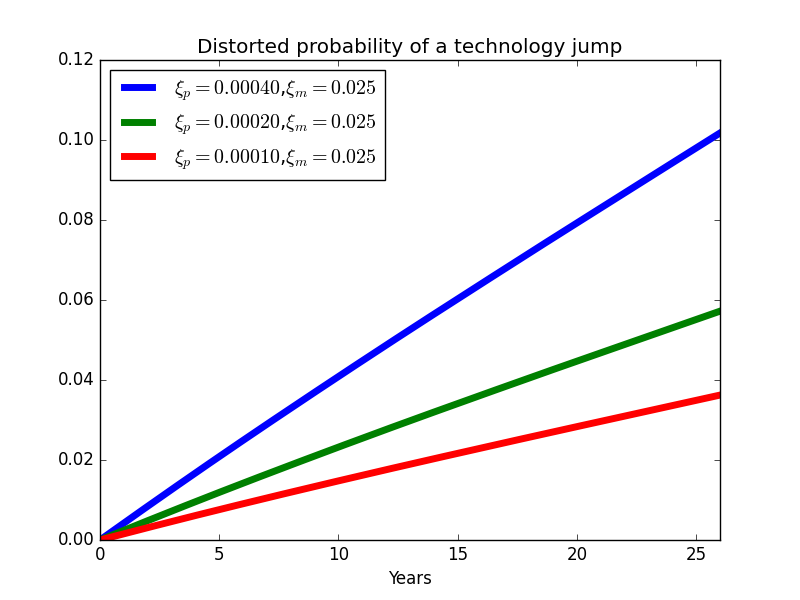 Distorted probability of a technology jump
0.12
0.10
0.08
0.06
0.04
0.02
0.00
ξₚ = 0.00040,ξₘ = 0.025
ξₚ = 0.00020,ξₘ = 0.025
ξₚ = 0.00010,ξₘ = 0.025
0 5 10 15 20 25
Years